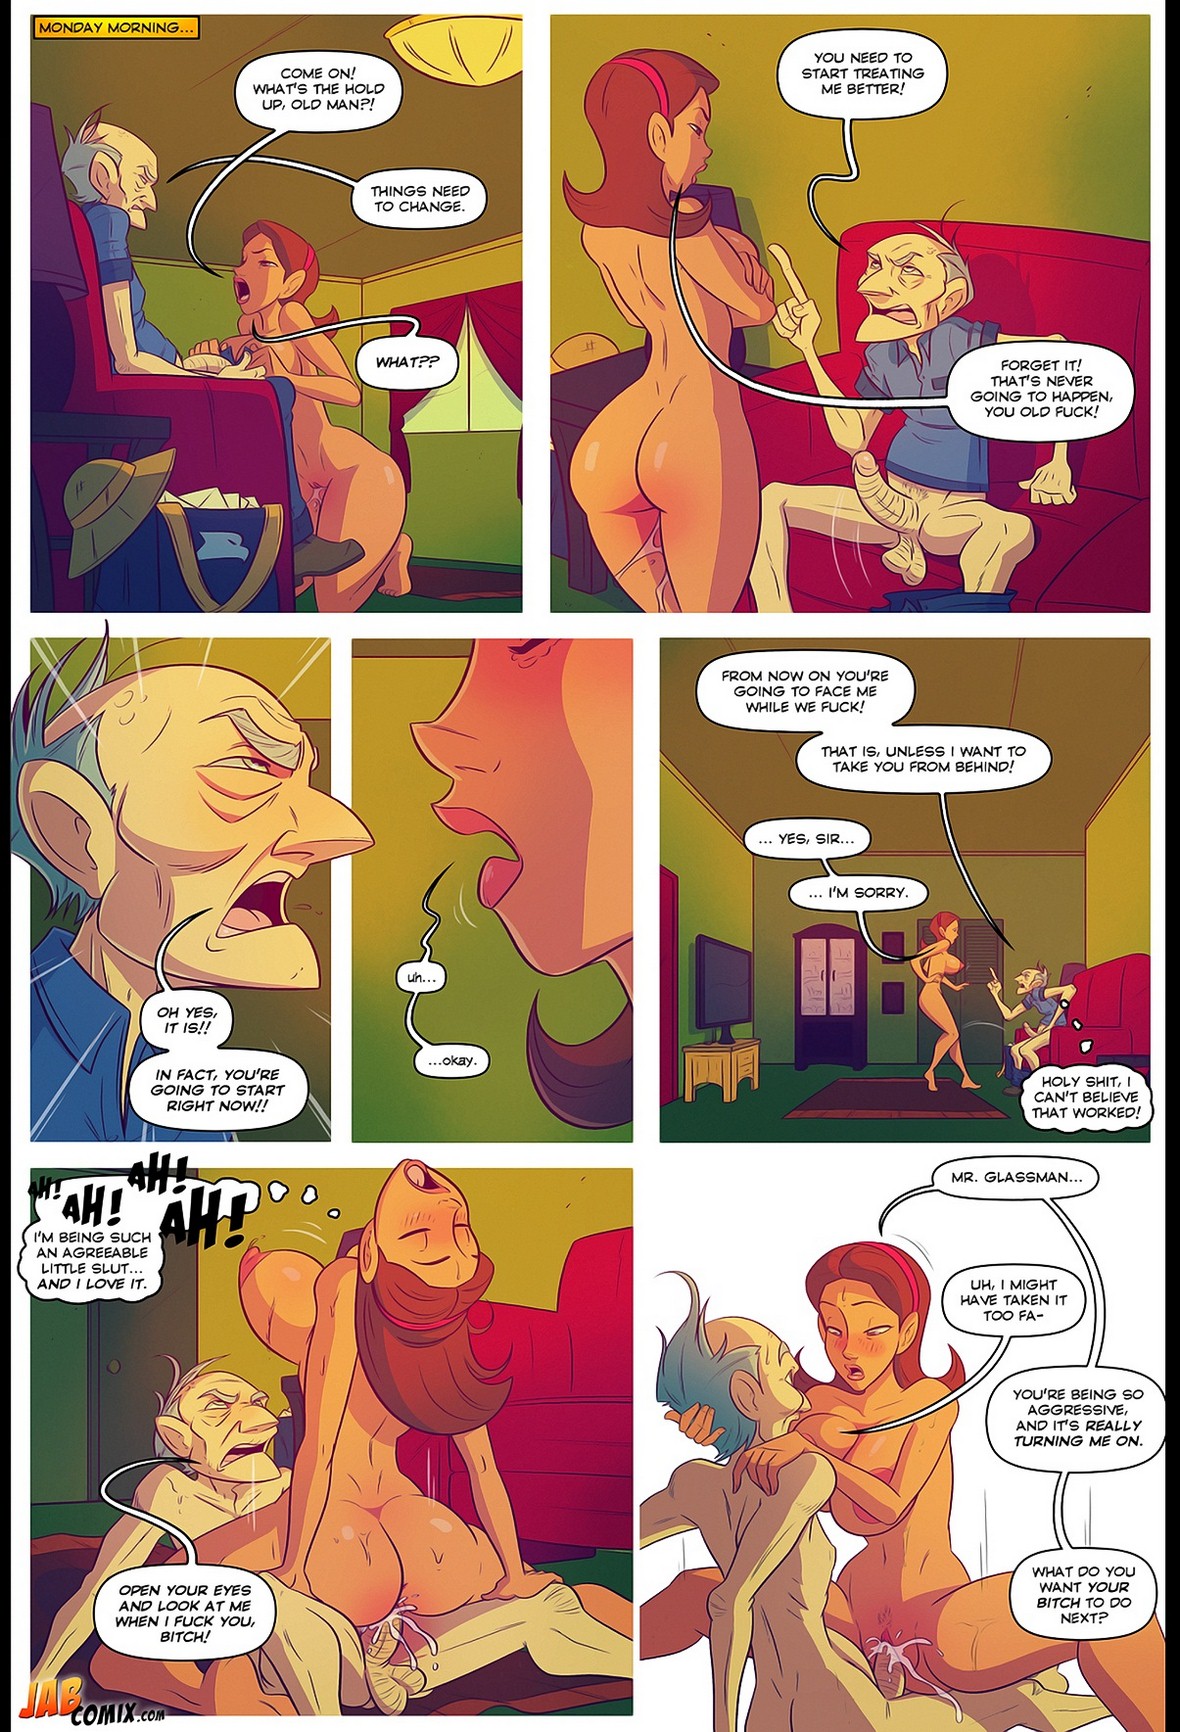 MONDAY MORNING...
COME ON!
WHAT'S THE HOLD
UP, OLD MAN?!
THINGS NEED
TO CHANGE.
WHAT??
YOU NEED TO
START TREATING
ME BETTER!
FORGET IT!
THAT'S NEVER
GOING TO HAPPEN,
YOU OLD FUCK!
OH YES,
IT IS!!
IN FACT, YOU'RE
GOING TO START
RIGHT NOW!!
uh...
...okay.
FROM NOW ON YOU'RE
GOING TO FACE ME
WHILE WE FUCK!
THAT IS, UNLESS I WANT TO
TAKE YOU FROM BEHIND!
... YES, SIR...
... I'M SORRY.
HOLY SHIT, I
CAN'T BELIEVE
THAT WORKED!
AH!
AH!
AH!
AH!
I'M BEING SUCH
AN AGREEABLE
LITTLE SLUT...
AND I LOVE IT.
OPEN YOUR EYES
AND LOOK AT ME
WHEN I FUCK YOU,
BITCH!
MR. GLASSMAN...
UH, I MIGHT
HAVE TAKEN IT
TOO FA-
YOU'RE BEING SO
AGGRESSIVE,
AND IT'S REALLY
TURNING ME ON.
WHAT DO YOU
WANT YOUR
BITCH TO DO
NEXT?
JAB
COMIX.com